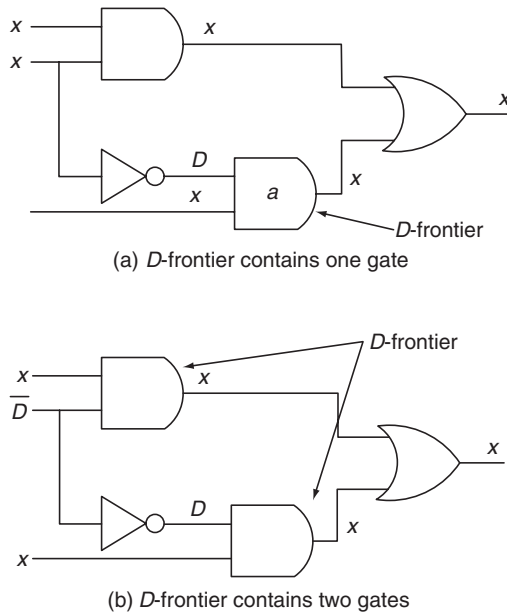 x
x
x
x
D
x
a
x
D-frontier
(a) D-frontier contains one gate
D-frontier
x
x
D̅
x
D
x
x
(b) D-frontier contains two gates